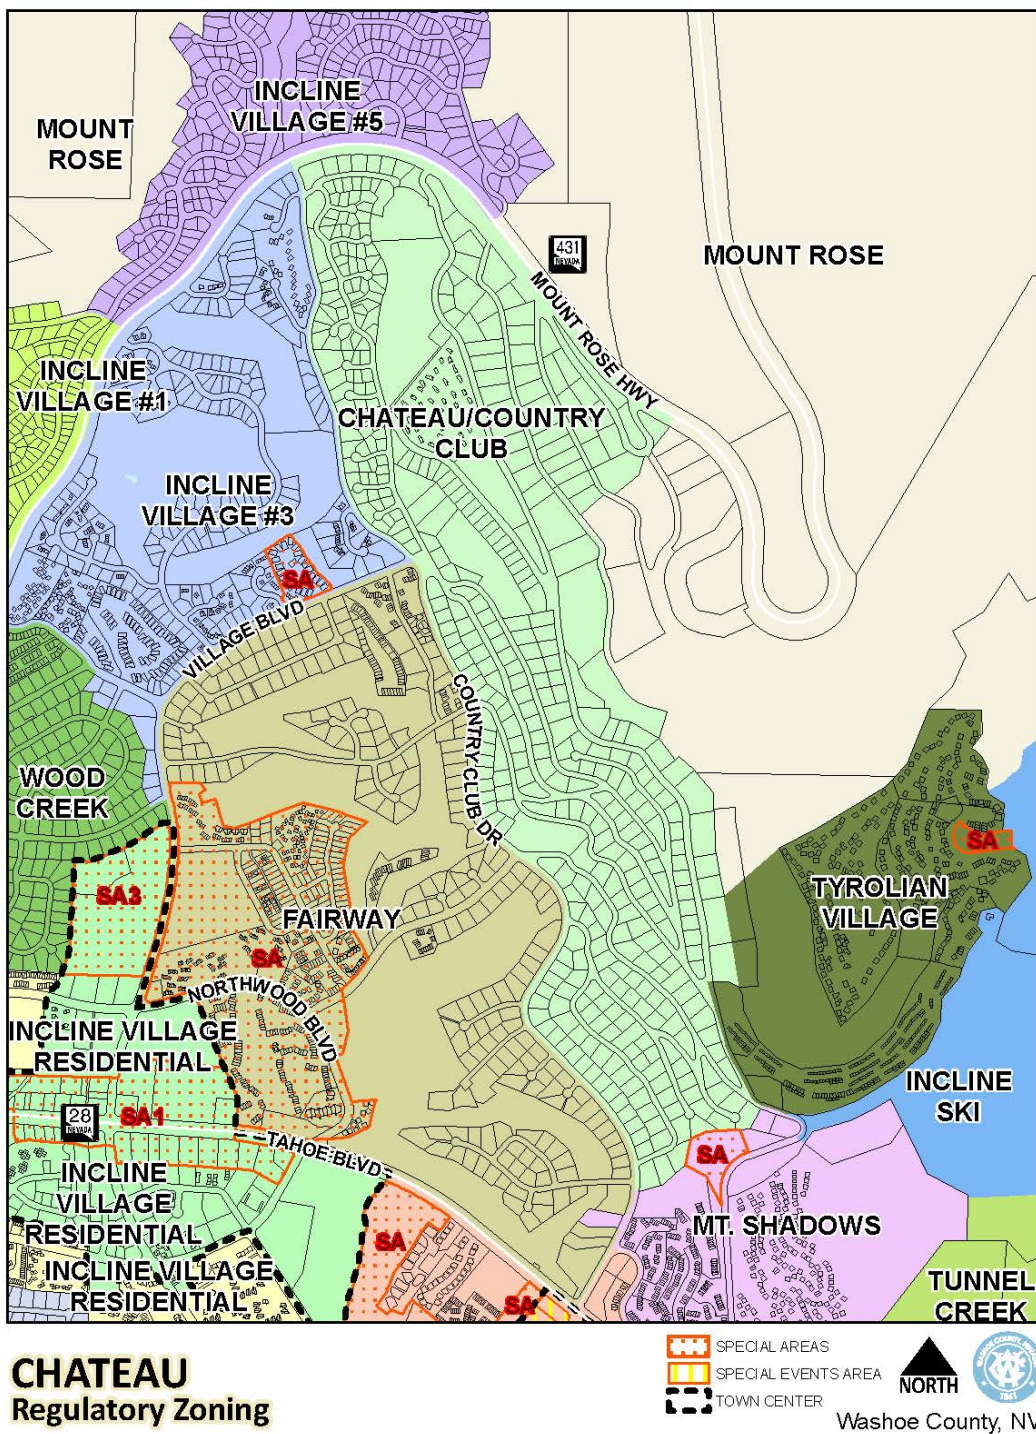 INCLINE
VILLAGE #5
MOUNT
ROSE
431
NEVADA
MOUNT ROSE
MOUNT ROSE HWY
INCLINE
VILLAGE #1
CHATEAU/COUNTRY
CLUB
INCLINE
VILLAGE #3
SA
VILLAGE BLVD
COUNTRY CLUB DR
WOOD
CREEK
SA
SA3
TYROLIAN
VILLAGE
FAIRWAY
SA
NORTHWOOD BLVD
INCLINE VILLAGE
RESIDENTIAL
INCLINE
SKI
28
NEVADA
SA1
TAHOE BLVD
SA
INCLINE
VILLAGE
RESIDENTIAL
MT. SHADOWS
SA
INCLINE VILLAGE
RESIDENTIAL
TUNNEL
CREEK
SA
CHATEAU
Regulatory Zoning
SPECIAL AREAS
SPECIAL EVENTS AREA
TOWN CENTER
NORTH
1861
Washoe County, NV